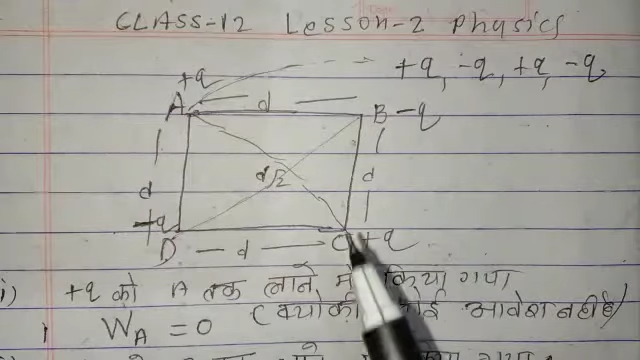 CLASS-12 Lesson-2 Physics
+q
+q, -q, +q, -q
A d B -q
d d√2 d
D d C +q
i) +q को A तक लाने में किया गया
W_A = 0 (क्योकी कोई आवेश नही है)